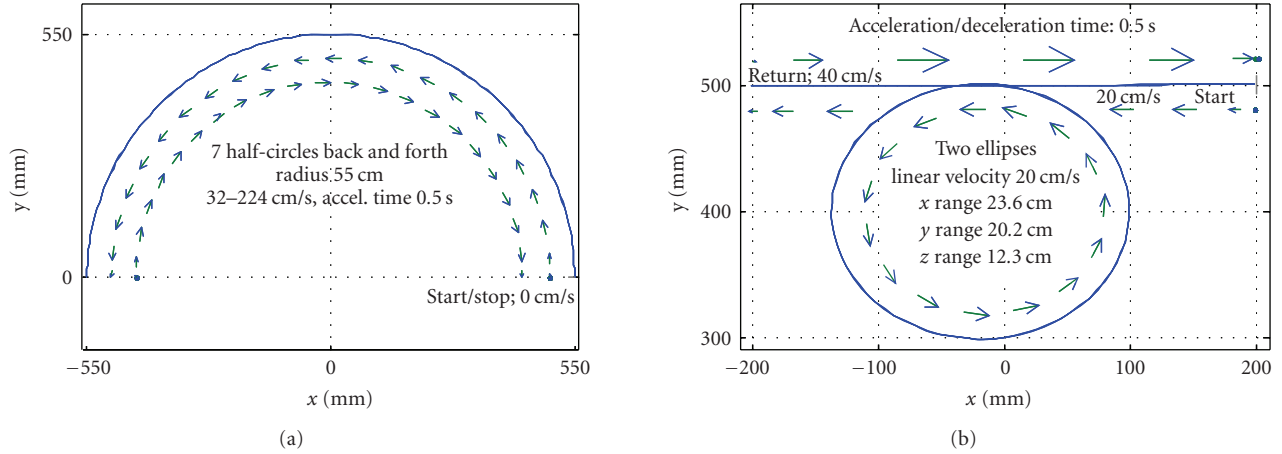 550
0
y (mm)
7 half-circles back and forth
radius 55 cm
32–224 cm/s, accel. time 0.5 s
Start/stop; 0 cm/s
−550
0
550
x (mm)
(a)
Acceleration/deceleration time: 0.5 s
Return; 40 cm/s
500
20 cm/s
Start
Two ellipses
linear velocity 20 cm/s
x range 23.6 cm
y range 20.2 cm
z range 12.3 cm
400
300
y (mm)
−200
−100
0
100
200
x (mm)
(b)